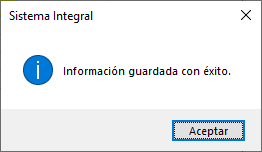 Sistema Integral
Información guardada con éxito.
Aceptar